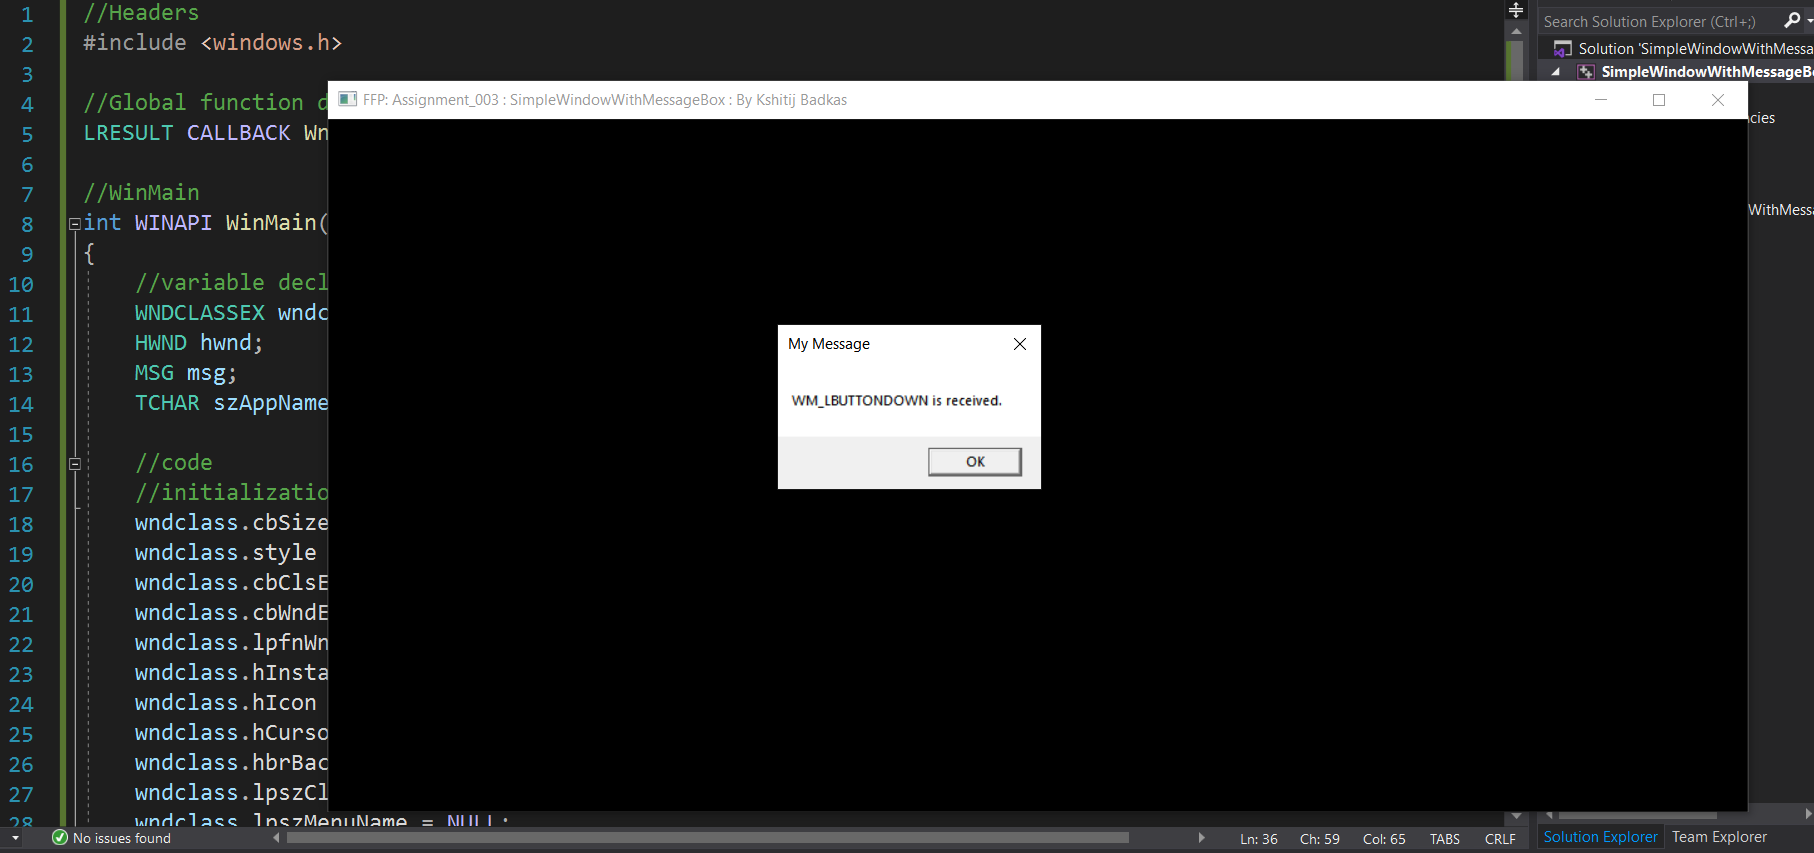 1 //Headers
2 #include <windows.h>
3
4 //Global function d
5 LRESULT CALLBACK Wn
6
7 //WinMain
8 int WINAPI WinMain(
9 {
10 //variable decl
11 WNDCLASSEX wndc
12 HWND hwnd;
13 MSG msg;
14 TCHAR szAppName
15
16 //code
17 //initializatio
18 wndclass.cbSize
19 wndclass.style
20 wndclass.cbClsE
21 wndclass.cbWndE
22 wndclass.lpfnWn
23 wndclass.hInsta
24 wndclass.hIcon
25 wndclass.hCurso
26 wndclass.hbrBac
27 wndclass.lpszCl
28 wndclass.lpszMenuName = NULL;
FFP: Assignment_003 : SimpleWindowWithMessageBox : By Kshitij Badkas
My Message
WM_LBUTTONDOWN is received.
OK
Search Solution Explorer (Ctrl+;)
Solution 'SimpleWindowWithMessa
SimpleWindowWithMessageBo
cies
WithMessa
No issues found
Ln: 36 Ch: 59 Col: 65 TABS CRLF
Solution Explorer Team Explorer